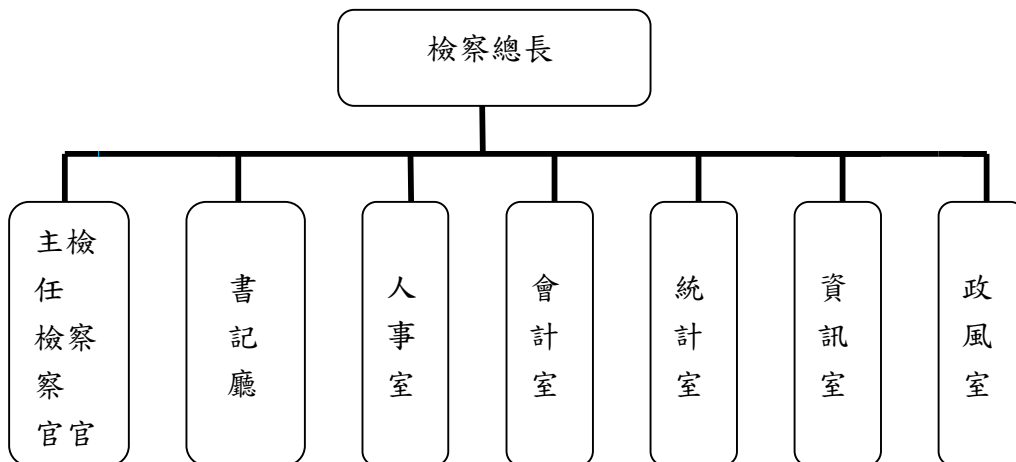 檢察總長
主任檢察官
檢察官
書記廳
人事室
會計室
統計室
資訊室
政風室